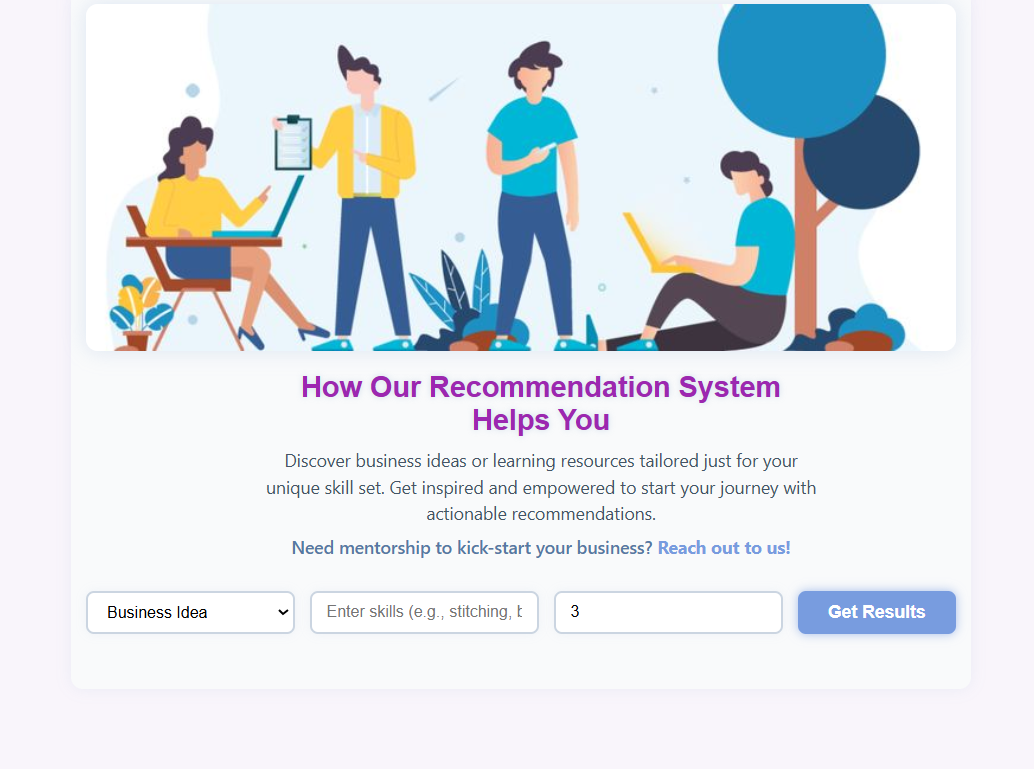 How Our Recommendation System
Helps You
Discover business ideas or learning resources tailored just for your
unique skill set. Get inspired and empowered to start your journey with
actionable recommendations.
Need mentorship to kick-start your business? Reach out to us!
Business Idea
Enter skills (e.g., stitching, b
3
Get Results